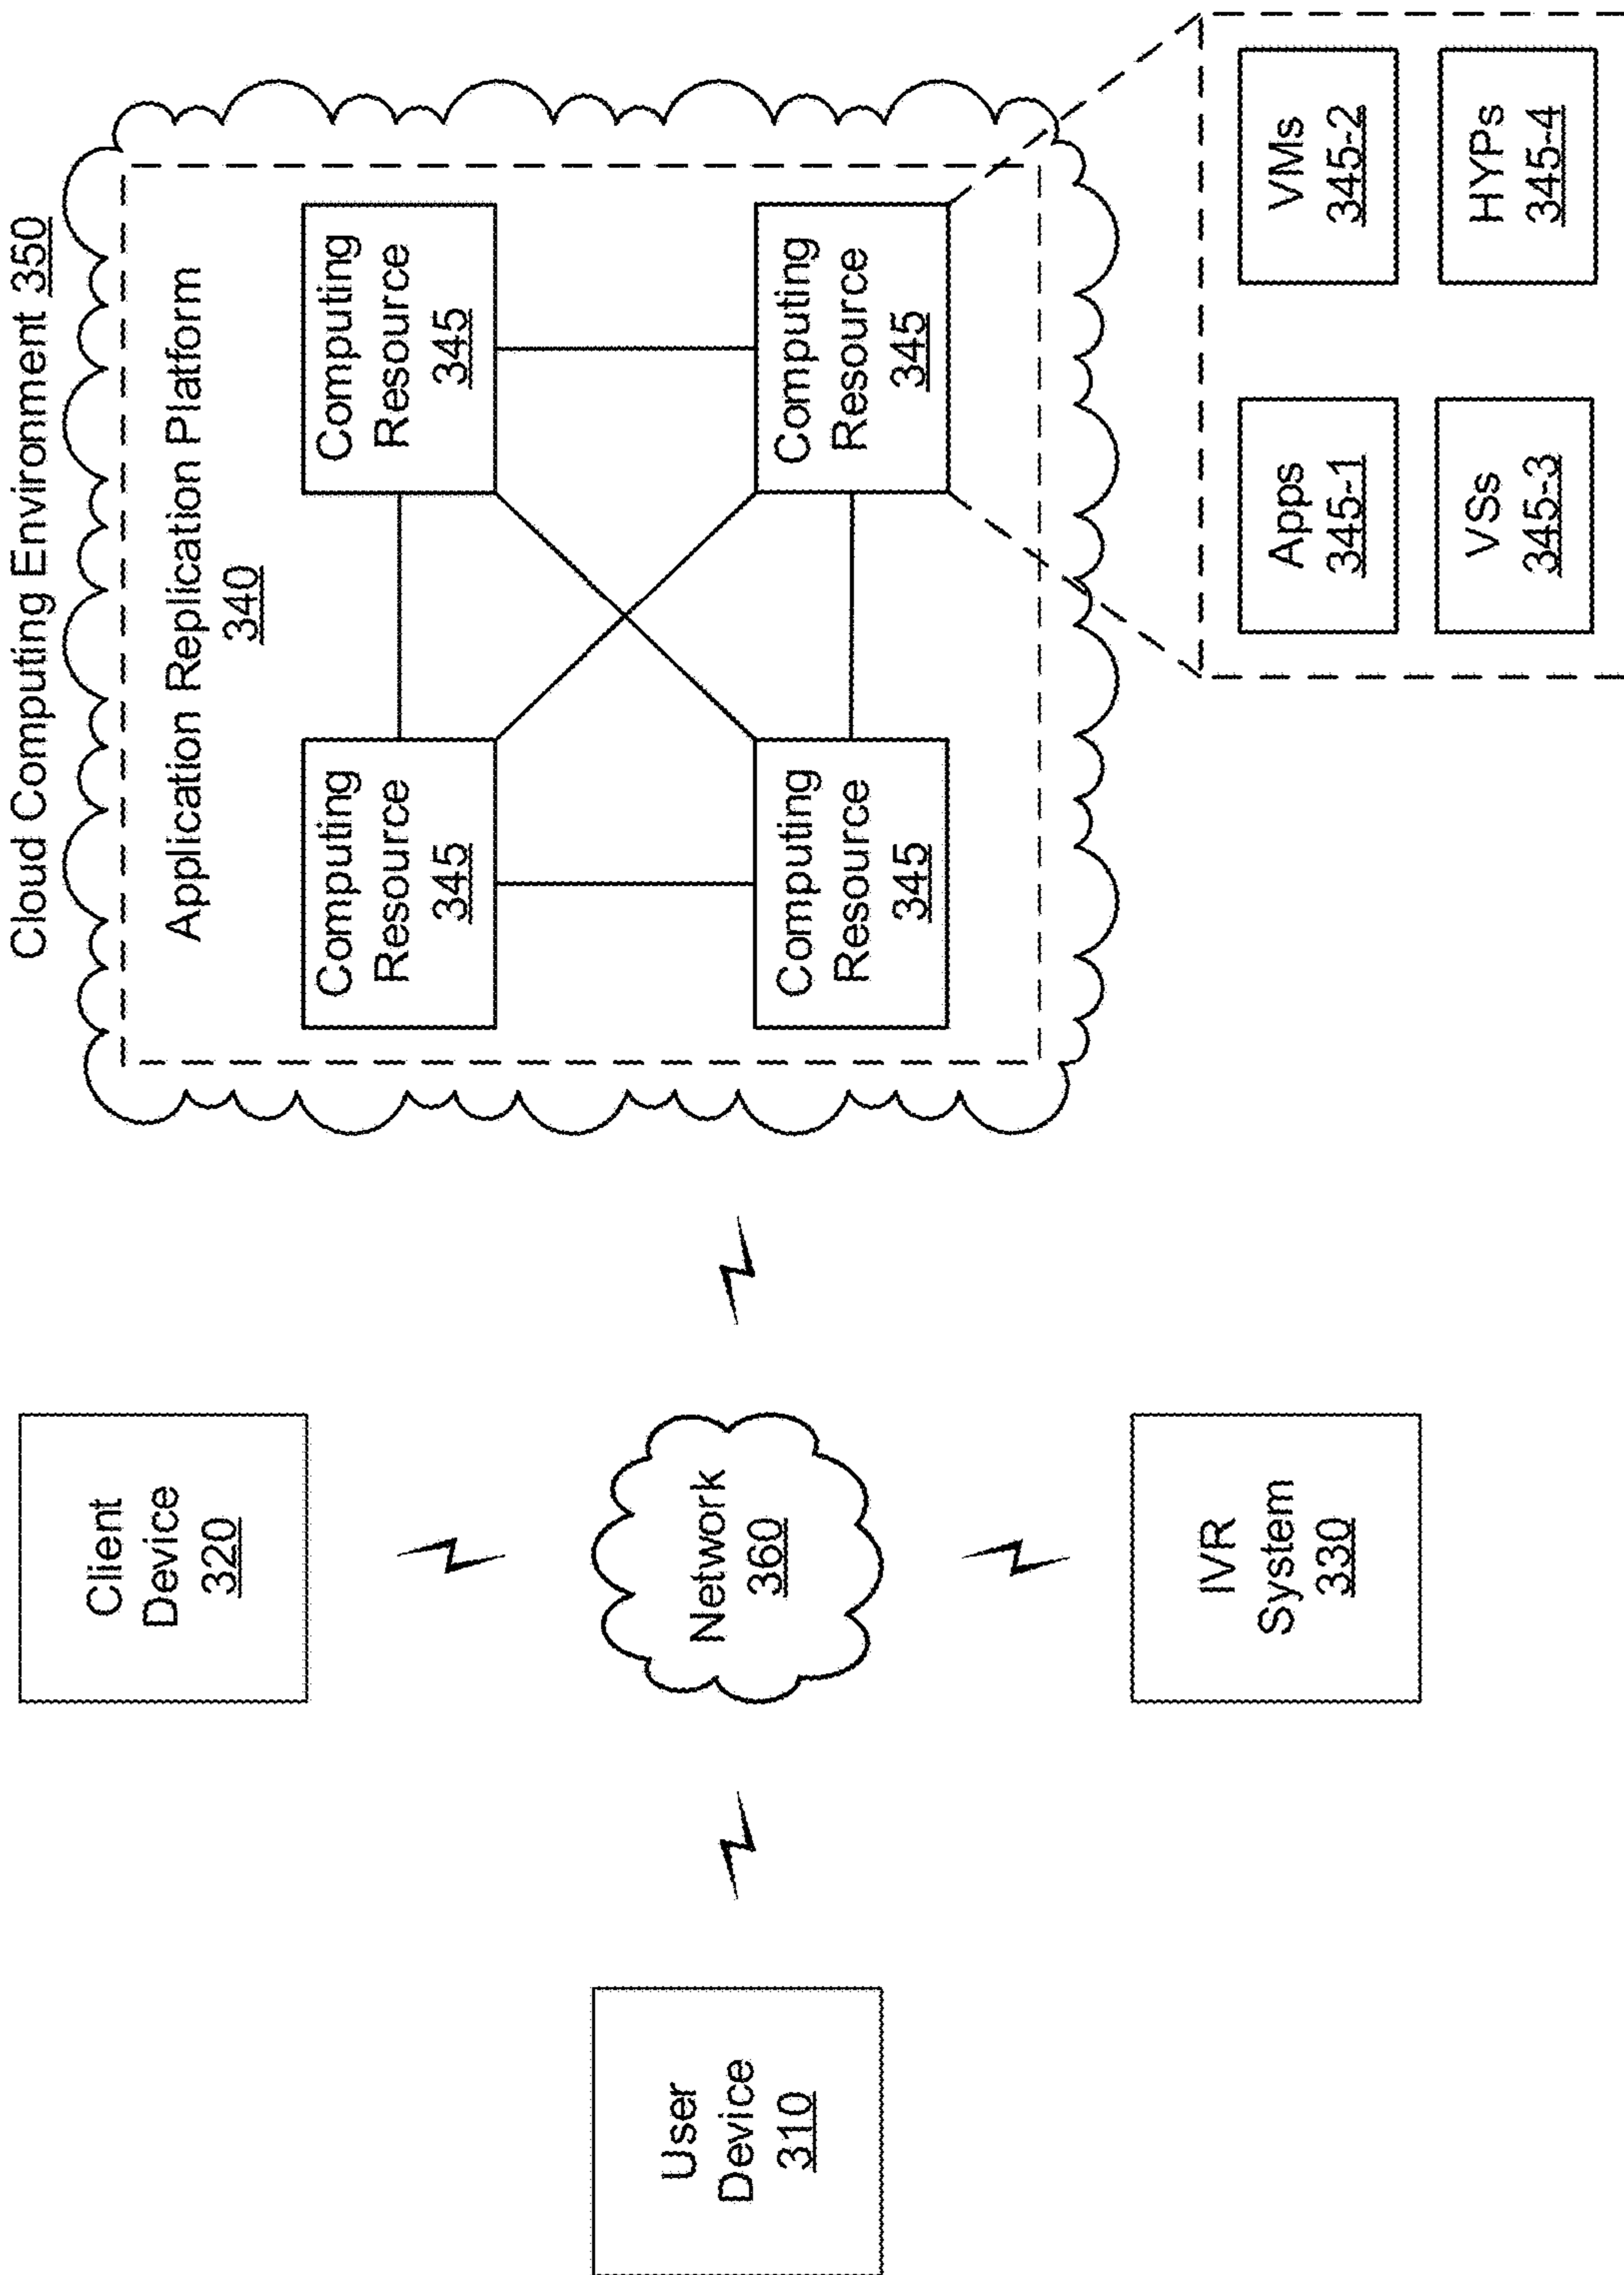 Cloud Computing Environment 350
Application Replication Platform
340
Computing
Resource
345
Computing
Resource
345
Computing
Resource
345
Computing
Resource
345
Client
Device
320
User
Device
310
Network
360
IVR
System
330
Apps
345-1
VMs
345-2
VSs
345-3
HYPs
345-4